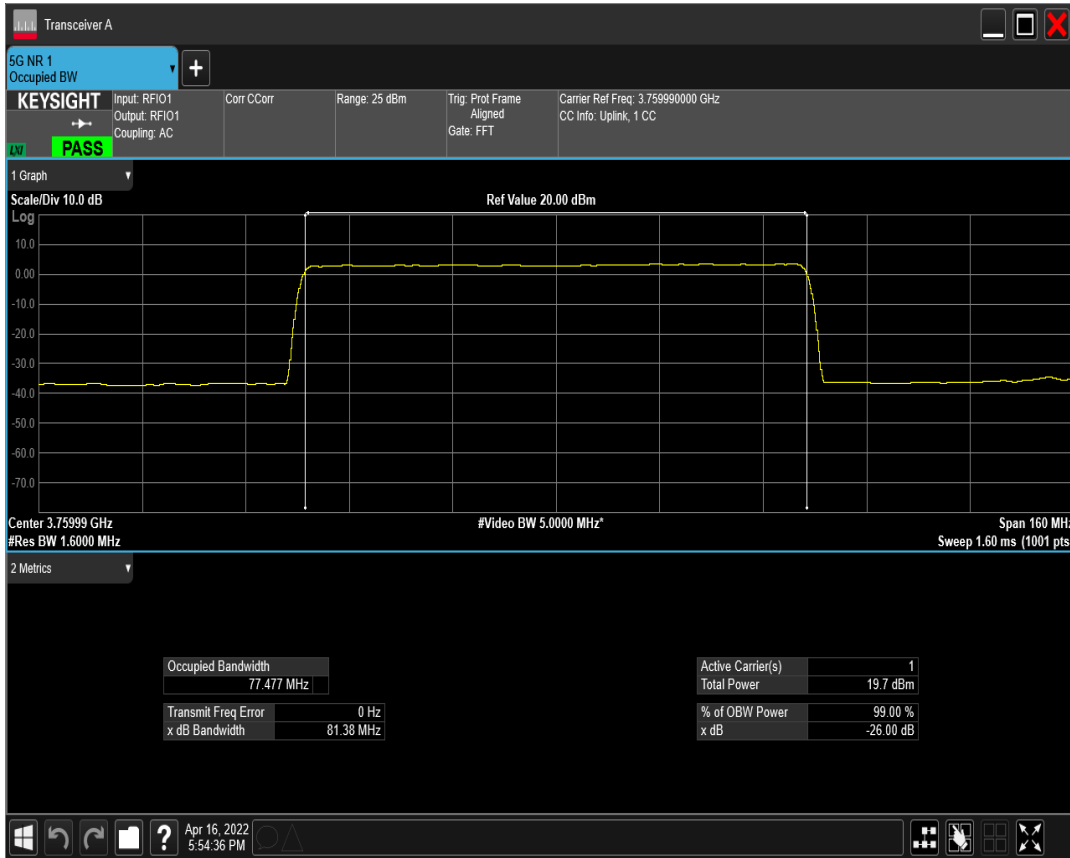 Transceiver A
5G NR 1
Occupied BW
KEYSIGHT
LXI
PASS
Input: RFIO1
Output: RFIO1
Coupling: AC
Corr CCorr
Range: 25 dBm
Trig: Prot Frame
Aligned
Gate: FFT
Carrier Ref Freq: 3.759990000 GHz
CC Info: Uplink, 1 CC
1 Graph
Scale/Div 10.0 dB
Ref Value 20.00 dBm
Log
10.0
0.00
-10.0
-20.0
-30.0
-40.0
-50.0
-60.0
-70.0
Center 3.75999 GHz
#Video BW 5.0000 MHz*
Span 160 MHz
#Res BW 1.6000 MHz
Sweep 1.60 ms (1001 pts
2 Metrics
Occupied Bandwidth
77.477 MHz
Transmit Freq Error 0 Hz
x dB Bandwidth 81.38 MHz
Active Carrier(s) 1
Total Power 19.7 dBm
% of OBW Power 99.00 %
x dB -26.00 dB
?
Apr 16, 2022
5:54:36 PM